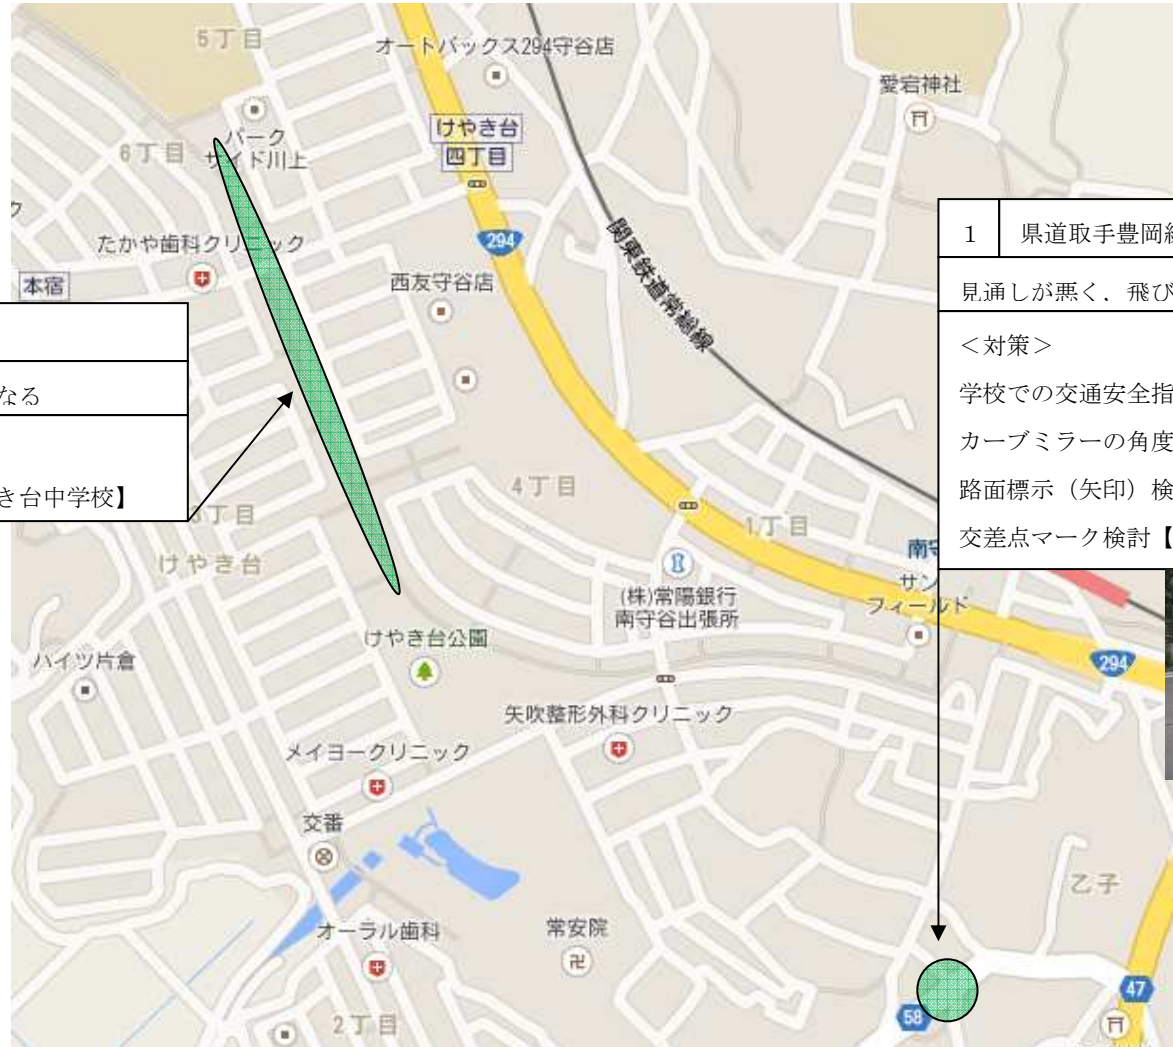 5丁目
オートバックス294守谷店
愛宕神社
けやき台
四丁目
パーク
サイド川上
6丁目
ク
294
関東鉄道常総線
たかや歯科クリニック
本宿
西友守谷店
1 県道取手豊岡線
見通しが悪く，飛び
＜対策＞
学校での交通安全指
カーブミラーの角度
路面標示（矢印）検
交差点マーク検討【
なる
き台中学校】
4丁目
1丁目
3丁目
けやき台
南守
サン
フィールド
(株)常陽銀行
南守谷出張所
けやき台公園
ハイツ片倉
294
矢吹整形外科クリニック
メイヨークリニック
交番
乙子
オーラル歯科
常安院
47
58
2丁目